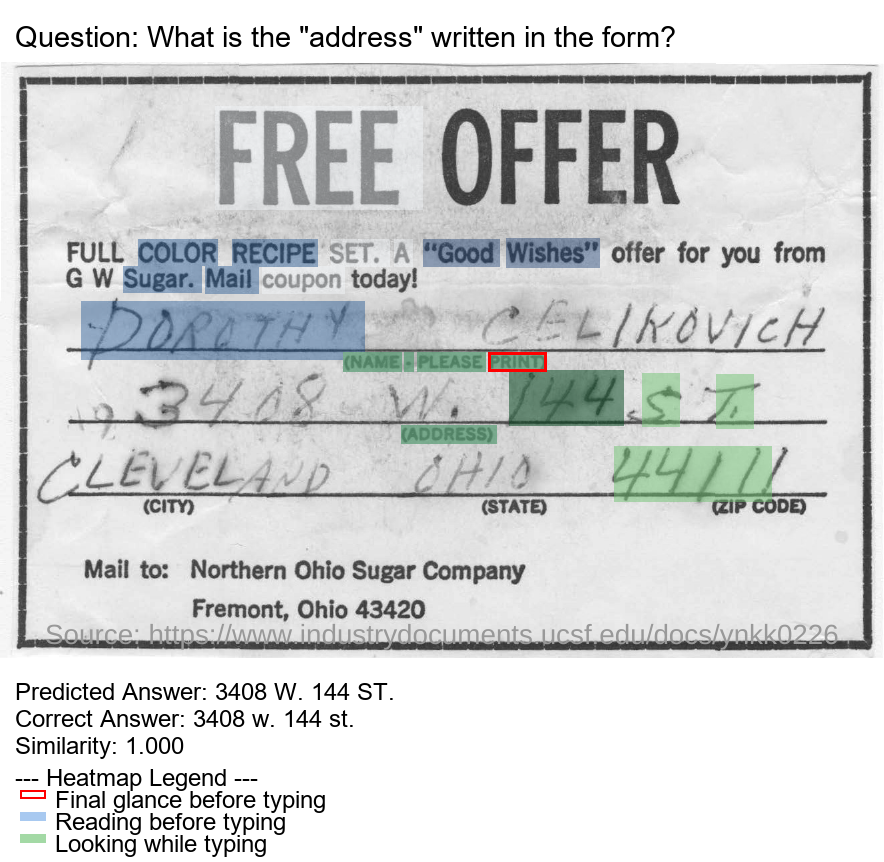 Question: What is the "address" written in the form?
FREE OFFER
FULL COLOR RECIPE SET. A “Good Wishes” offer for you from
G W Sugar. Mail coupon today!
DOROTHY CELIKOVICH
(NAME - PLEASE PRINT)
3408 W. 144 ST.
(ADDRESS)
CLEVELAND OHIO 44111
(CITY) (STATE) (ZIP CODE)
Mail to: Northern Ohio Sugar Company
Fremont, Ohio 43420
Source: https://www.industrydocuments.ucsf.edu/docs/ynkk0226
Predicted Answer: 3408 W. 144 ST.
Correct Answer: 3408 w. 144 st.
Similarity: 1.000
--- Heatmap Legend ---
Final glance before typing
Reading before typing
Looking while typing